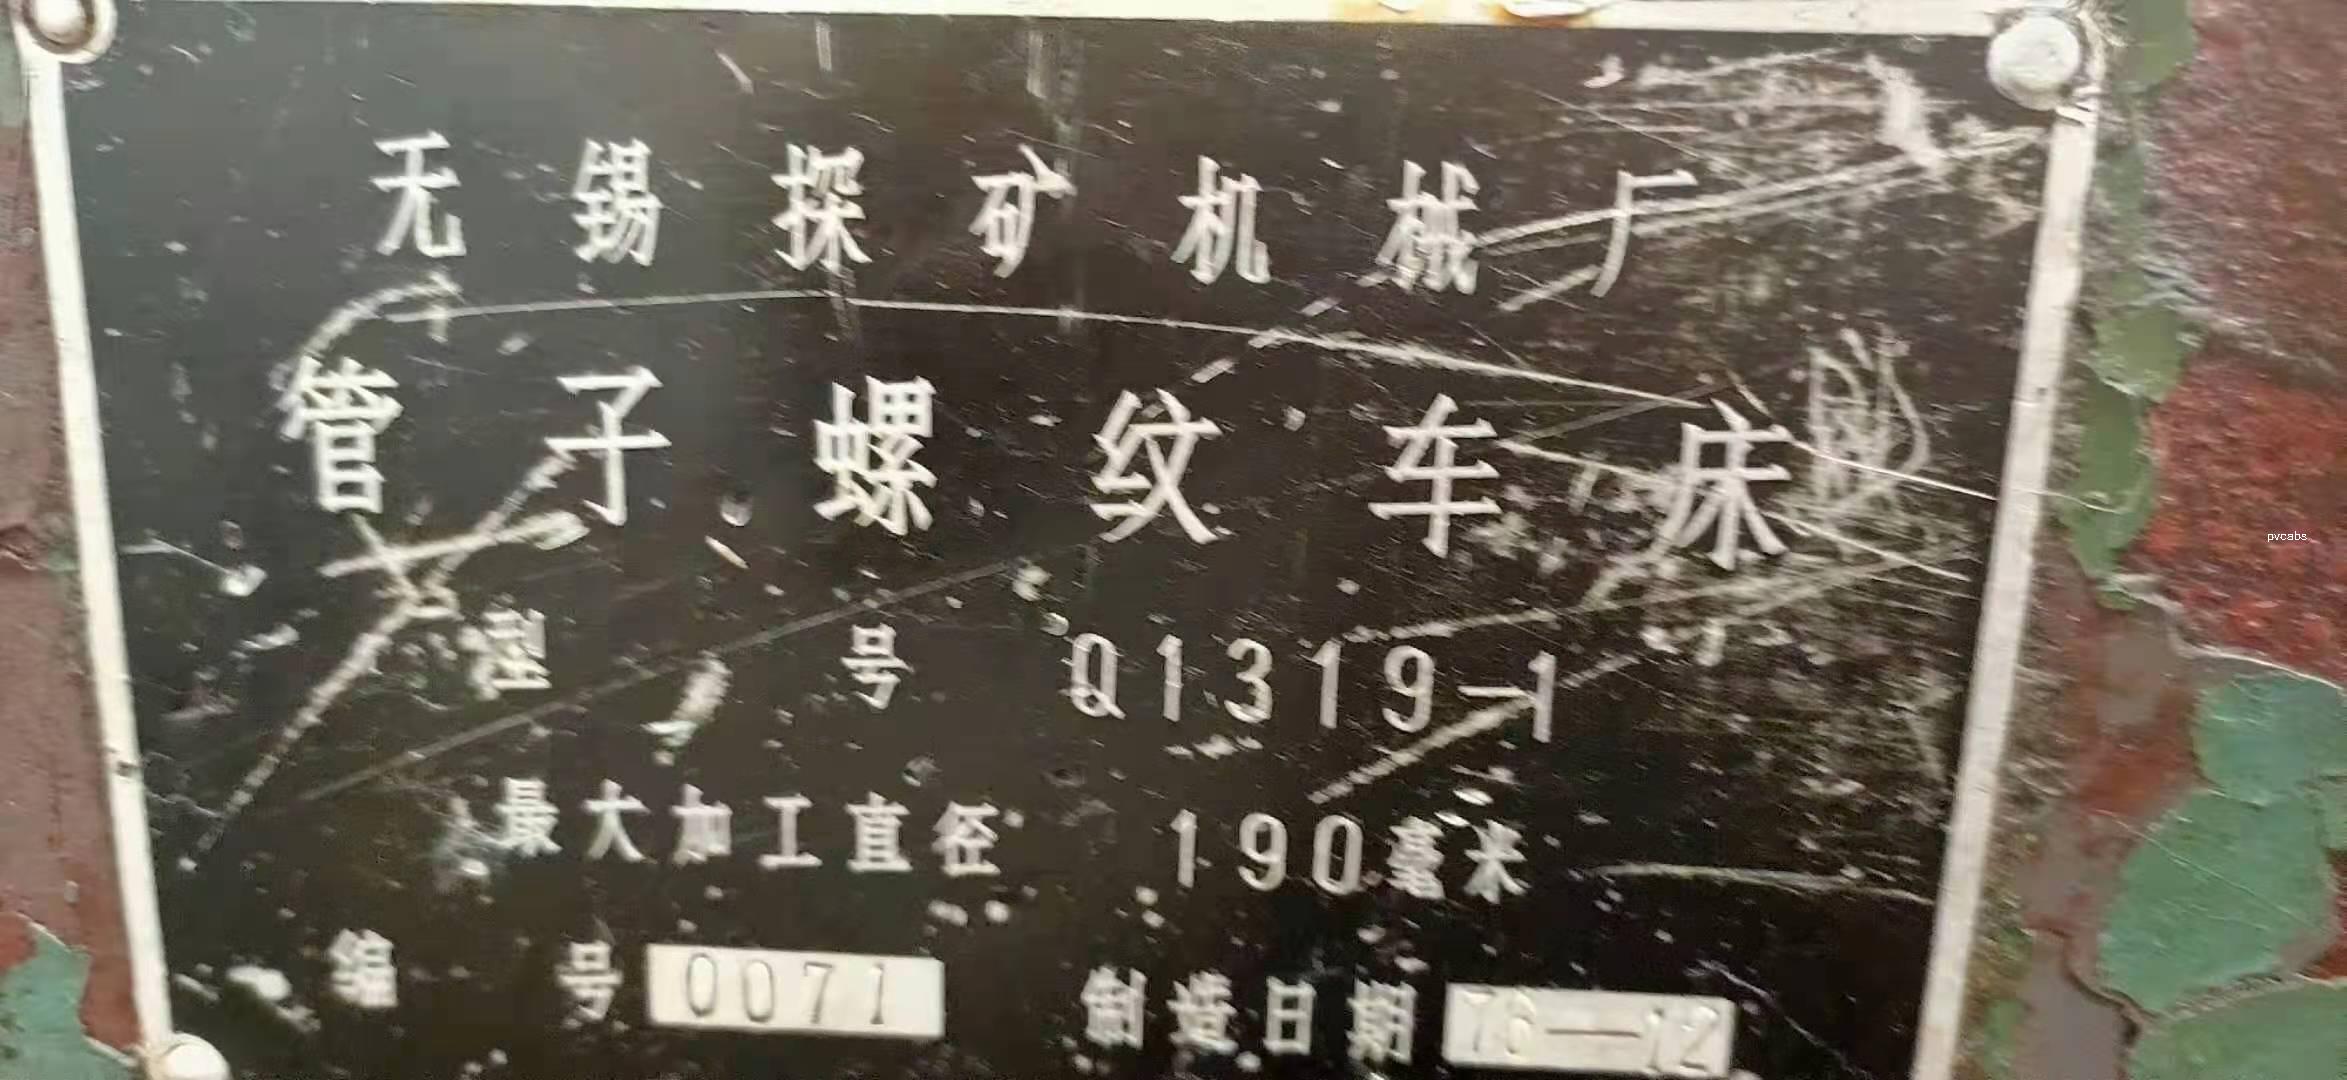 无锡探矿机械厂
管子螺纹车床
型号 Q1319-1
最大加工直径 190毫米
编号 0071 制造日期 76-12
pvcabs